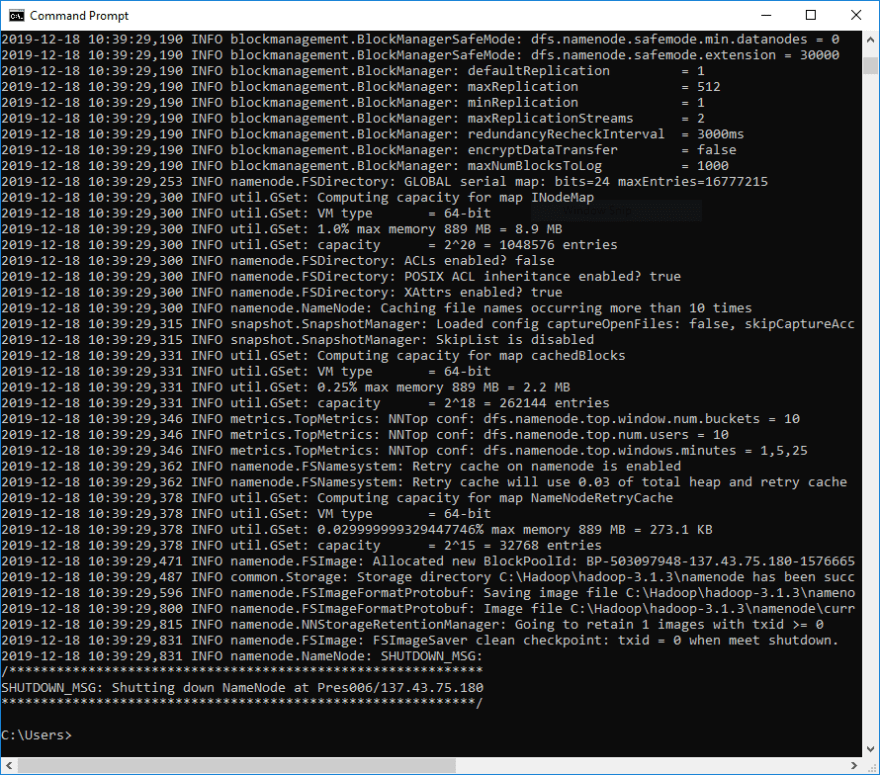 Command Prompt
2019-12-18 10:39:29,190 INFO blockmanagement.BlockManagerSafeMode: dfs.namenode.safemode.min.datanodes = 0
2019-12-18 10:39:29,190 INFO blockmanagement.BlockManagerSafeMode: dfs.namenode.safemode.extension = 30000
2019-12-18 10:39:29,190 INFO blockmanagement.BlockManager: defaultReplication         = 1
2019-12-18 10:39:29,190 INFO blockmanagement.BlockManager: maxReplication             = 512
2019-12-18 10:39:29,190 INFO blockmanagement.BlockManager: minReplication             = 1
2019-12-18 10:39:29,190 INFO blockmanagement.BlockManager: maxReplicationStreams      = 2
2019-12-18 10:39:29,190 INFO blockmanagement.BlockManager: redundancyRecheckInterval  = 3000ms
2019-12-18 10:39:29,190 INFO blockmanagement.BlockManager: encryptDataTransfer        = false
2019-12-18 10:39:29,190 INFO blockmanagement.BlockManager: maxNumBlocksToLog          = 1000
2019-12-18 10:39:29,253 INFO namenode.FSDirectory: GLOBAL serial map: bits=24 maxEntries=16777215
2019-12-18 10:39:29,300 INFO util.GSet: Computing capacity for map INodeMap
2019-12-18 10:39:29,300 INFO util.GSet: VM type       = 64-bit
2019-12-18 10:39:29,300 INFO util.GSet: 1.0% max memory 889 MB = 8.9 MB
2019-12-18 10:39:29,300 INFO util.GSet: capacity      = 2^20 = 1048576 entries
2019-12-18 10:39:29,300 INFO namenode.FSDirectory: ACLs enabled? false
2019-12-18 10:39:29,300 INFO namenode.FSDirectory: POSIX ACL inheritance enabled? true
2019-12-18 10:39:29,300 INFO namenode.FSDirectory: XAttrs enabled? true
2019-12-18 10:39:29,300 INFO namenode.NameNode: Caching file names occurring more than 10 times
2019-12-18 10:39:29,315 INFO snapshot.SnapshotManager: Loaded config captureOpenFiles: false, skipCaptureAcc
2019-12-18 10:39:29,315 INFO snapshot.SnapshotManager: SkipList is disabled
2019-12-18 10:39:29,331 INFO util.GSet: Computing capacity for map cachedBlocks
2019-12-18 10:39:29,331 INFO util.GSet: VM type       = 64-bit
2019-12-18 10:39:29,331 INFO util.GSet: 0.25% max memory 889 MB = 2.2 MB
2019-12-18 10:39:29,331 INFO util.GSet: capacity      = 2^18 = 262144 entries
2019-12-18 10:39:29,346 INFO metrics.TopMetrics: NNTop conf: dfs.namenode.top.window.num.buckets = 10
2019-12-18 10:39:29,346 INFO metrics.TopMetrics: NNTop conf: dfs.namenode.top.num.users = 10
2019-12-18 10:39:29,346 INFO metrics.TopMetrics: NNTop conf: dfs.namenode.top.windows.minutes = 1,5,25
2019-12-18 10:39:29,362 INFO namenode.FSNamesystem: Retry cache on namenode is enabled
2019-12-18 10:39:29,362 INFO namenode.FSNamesystem: Retry cache will use 0.03 of total heap and retry cache
2019-12-18 10:39:29,378 INFO util.GSet: Computing capacity for map NameNodeRetryCache
2019-12-18 10:39:29,378 INFO util.GSet: VM type       = 64-bit
2019-12-18 10:39:29,378 INFO util.GSet: 0.029999999329447746% max memory 889 MB = 273.1 KB
2019-12-18 10:39:29,378 INFO util.GSet: capacity      = 2^15 = 32768 entries
2019-12-18 10:39:29,471 INFO namenode.FSImage: Allocated new BlockPoolId: BP-503097948-137.43.75.180-1576665
2019-12-18 10:39:29,487 INFO common.Storage: Storage directory C:\Hadoop\hadoop-3.1.3\namenode has been succ
2019-12-18 10:39:29,596 INFO namenode.FSImageFormatProtobuf: Saving image file C:\Hadoop\hadoop-3.1.3\nameno
2019-12-18 10:39:29,800 INFO namenode.FSImageFormatProtobuf: Image file C:\Hadoop\hadoop-3.1.3\namenode\curr
2019-12-18 10:39:29,815 INFO namenode.NNStorageRetentionManager: Going to retain 1 images with txid >= 0
2019-12-18 10:39:29,831 INFO namenode.FSImage: FSImageSaver clean checkpoint: txid = 0 when meet shutdown.
2019-12-18 10:39:29,831 INFO namenode.NameNode: SHUTDOWN_MSG:
/************************************************************
SHUTDOWN_MSG: Shutting down NameNode at Pres006/137.43.75.180
************************************************************/
C:\Users>